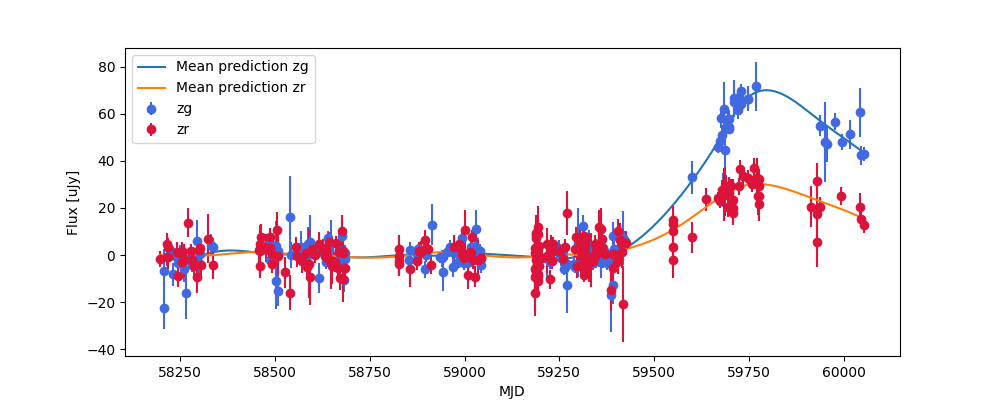 Mean prediction zg
Mean prediction zr
zg
zr
80
60
40
20
0
−20
−40
Flux [uJy]
58250
58500
58750
59000
59250
59500
59750
60000
MJD